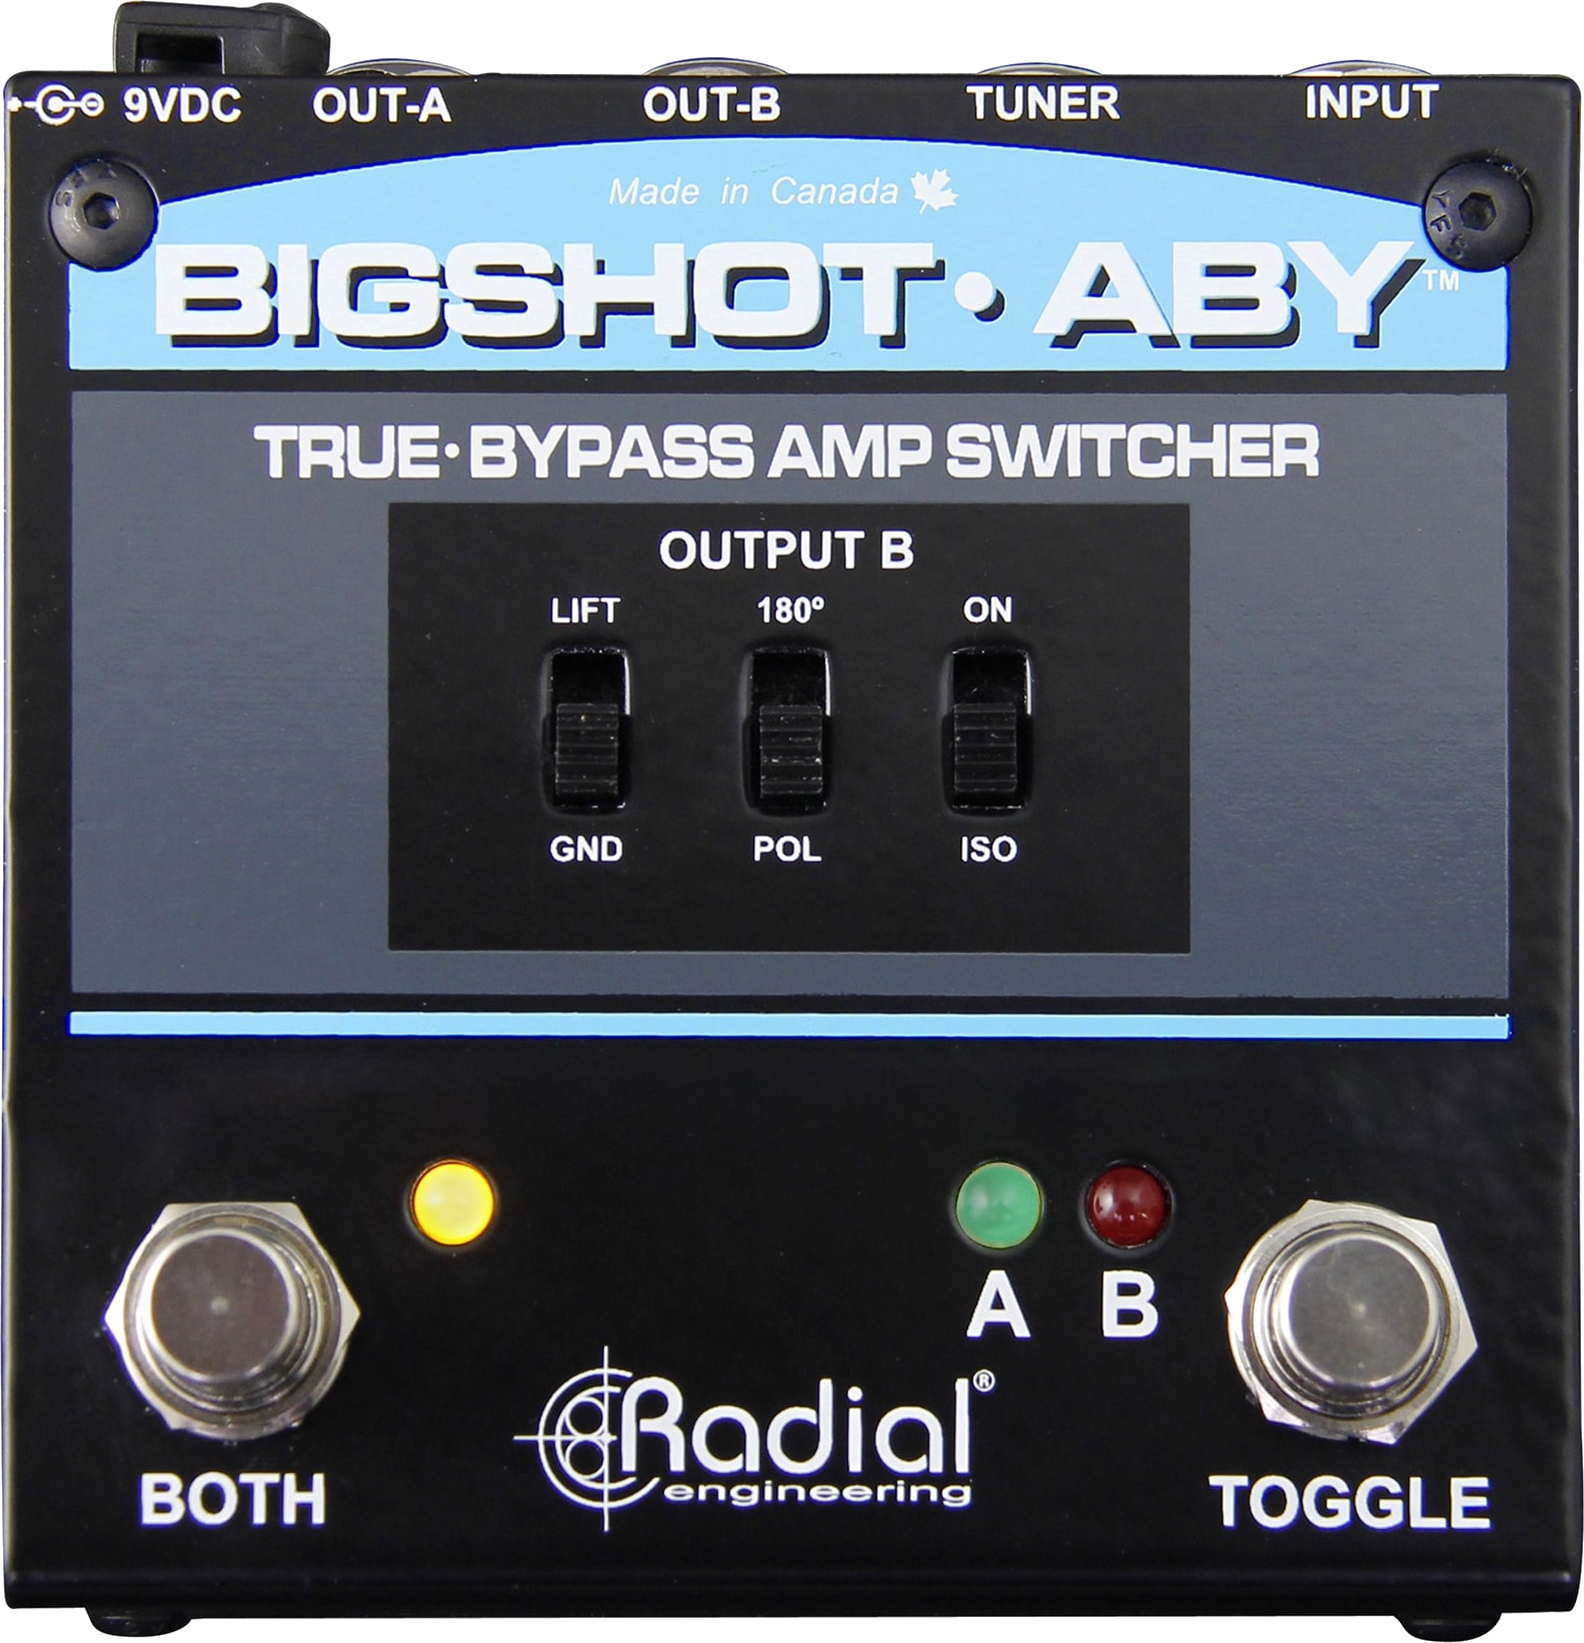 9VDC OUT-A OUT-B TUNER INPUT
Made in Canada
BIGSHOT • ABY™
TRUE•BYPASS AMP SWITCHER
OUTPUT B
LIFT 180º ON
GND POL ISO
A B
Radial®
engineering
BOTH TOGGLE